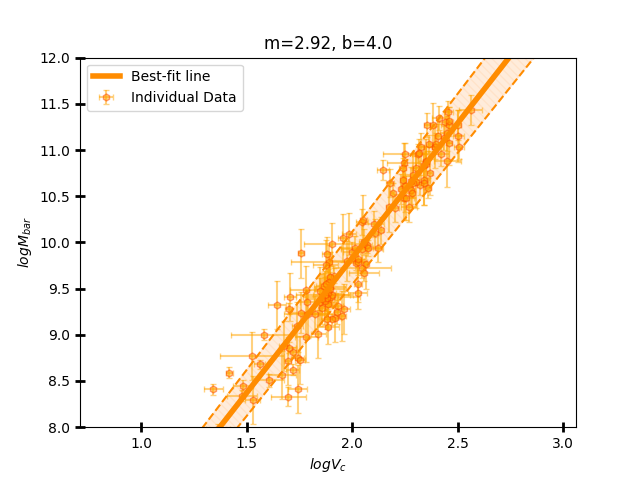 m=2.92, b=4.0
12.0
Best-fit line
Individual Data
11.5
11.0
10.5
10.0
9.5
9.0
8.5
8.0
logM_bar
1.0 1.5 2.0 2.5 3.0
logV_c